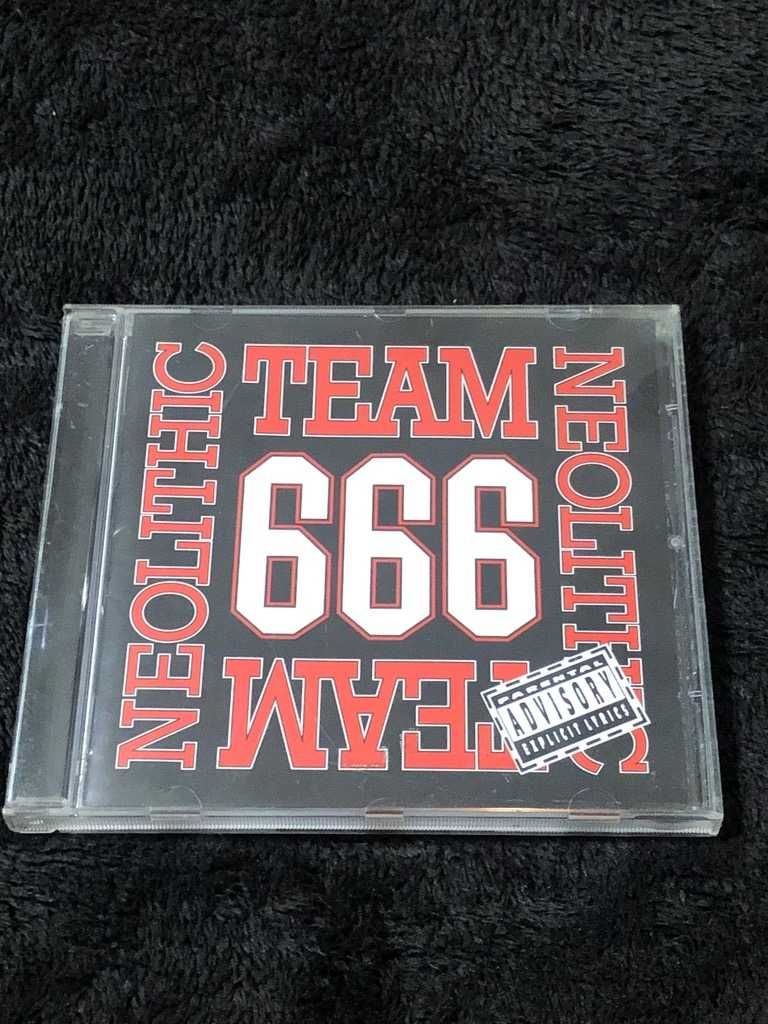 TEAM
NEOLITHIC
666
NEOLITHIC
TEAM
PARENTAL
ADVISORY
EXPLICIT LYRICS